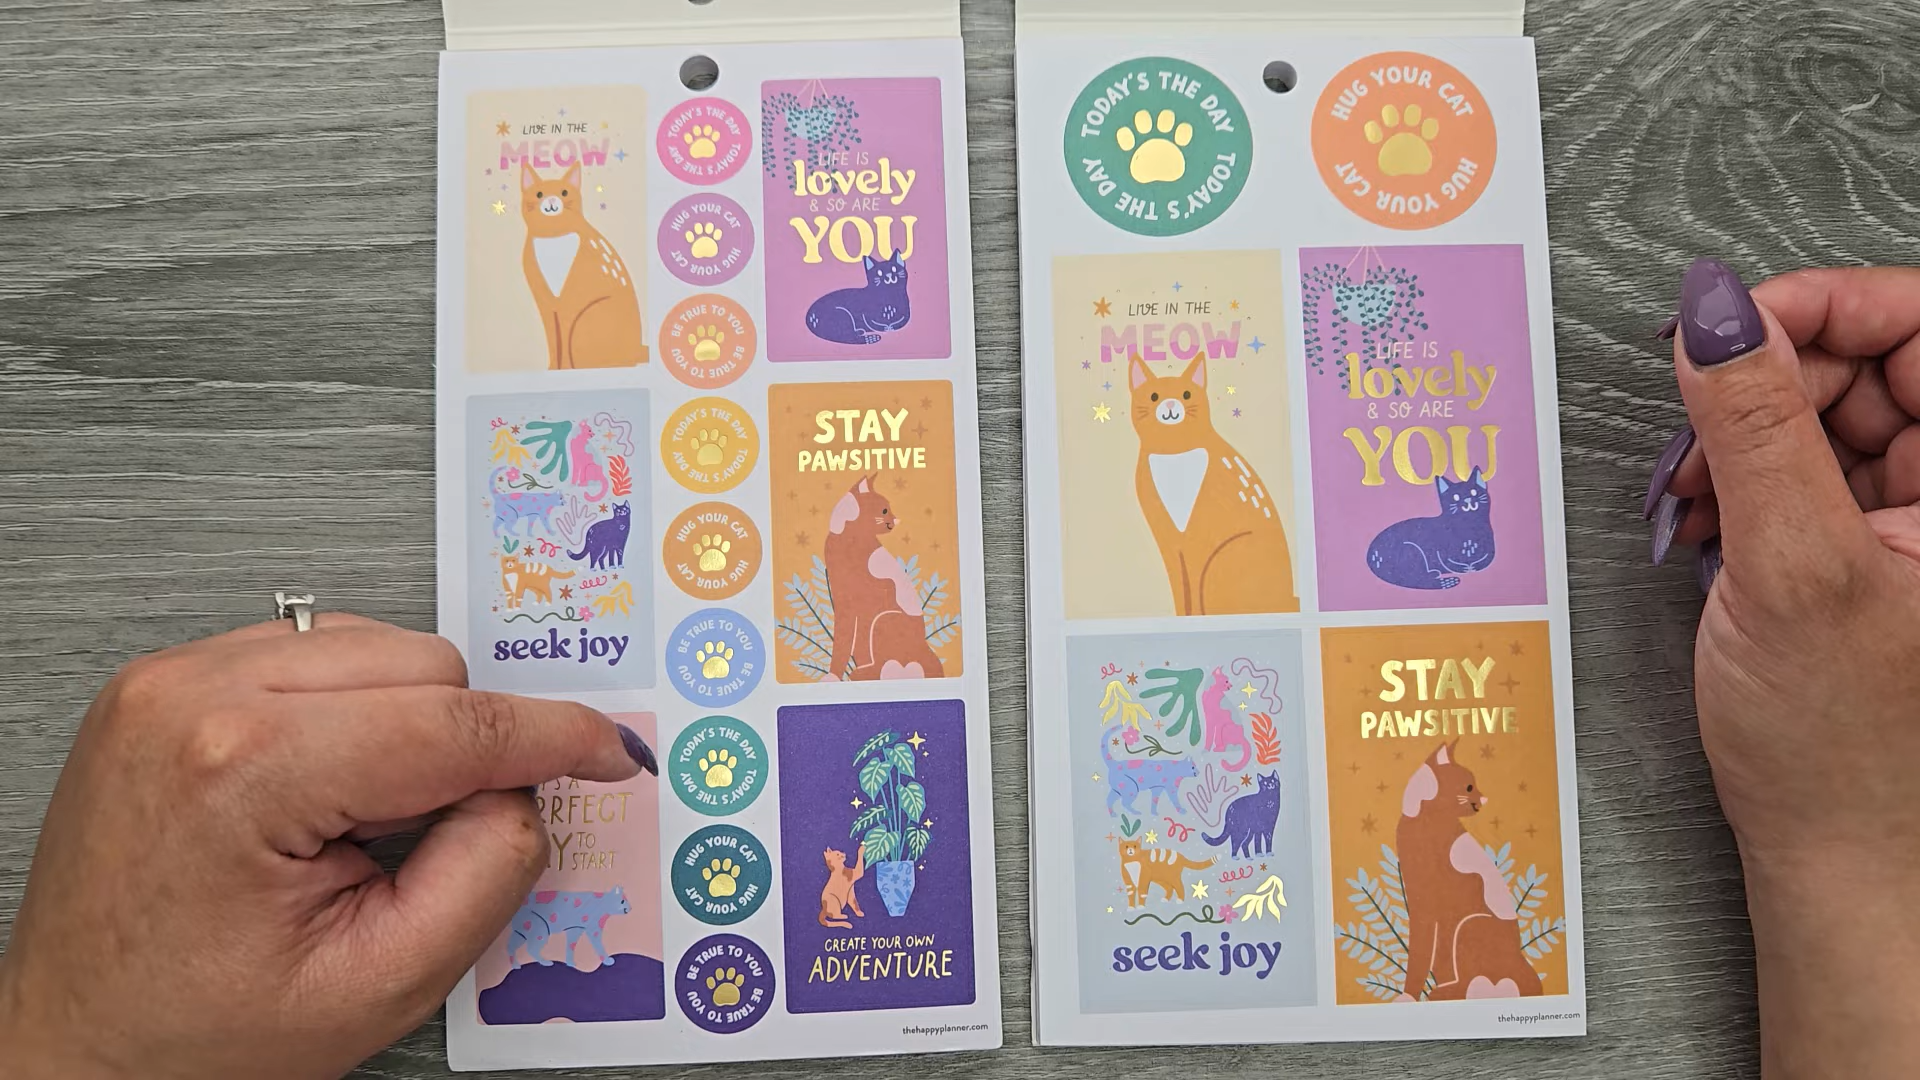 LIVE IN THE
MEOW
TODAY'S THE DAY TODAY'S THE DAY
HUG YOUR CAT HUG YOUR CAT
BE TRUE TO YOU BE TRUE TO YOU
TODAY'S THE DAY TODAY'S THE DAY
HUG YOUR CAT HUG YOUR CAT
BE TRUE TO YOU BE TRUE TO YOU
TODAY'S THE DAY TODAY'S THE DAY
HUG YOUR CAT HUG YOUR CAT
BE TRUE TO YOU BE TRUE TO YOU
LIFE IS
lovely
& SO ARE
YOU
seek joy
STAY
PAWSITIVE
TO
START
CREATE YOUR OWN
ADVENTURE
thehappyplanner.com
TODAY'S THE DAY TODAY'S THE DAY
HUG YOUR CAT HUG YOUR CAT
LIVE IN THE
MEOW
LIFE IS
lovely
& SO ARE
YOU
seek joy
STAY
PAWSITIVE
thehappyplanner.com